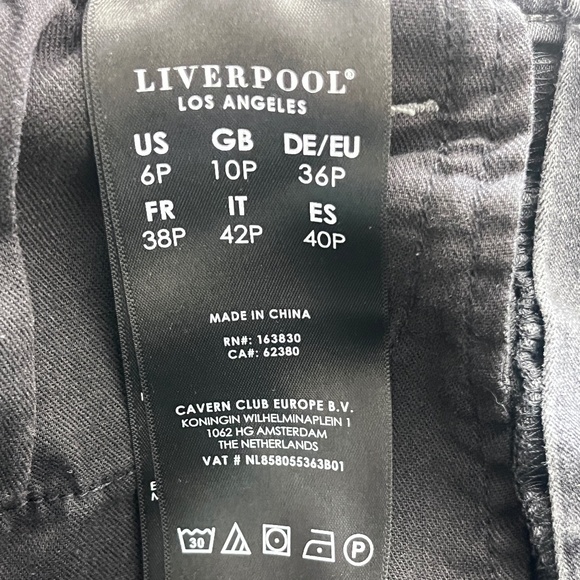 LIVERPOOL®
LOS ANGELES
US GB DE/EU
6P 10P 36P
FR IT ES
38P 42P 40P
MADE IN CHINA
RN#: 163830
CA#: 62380
CAVERN CLUB EUROPE B.V.
KONINGIN WILHELMINAPLEIN 1
1062 HG AMSTERDAM
THE NETHERLANDS
VAT # NL858055363B01
30 P